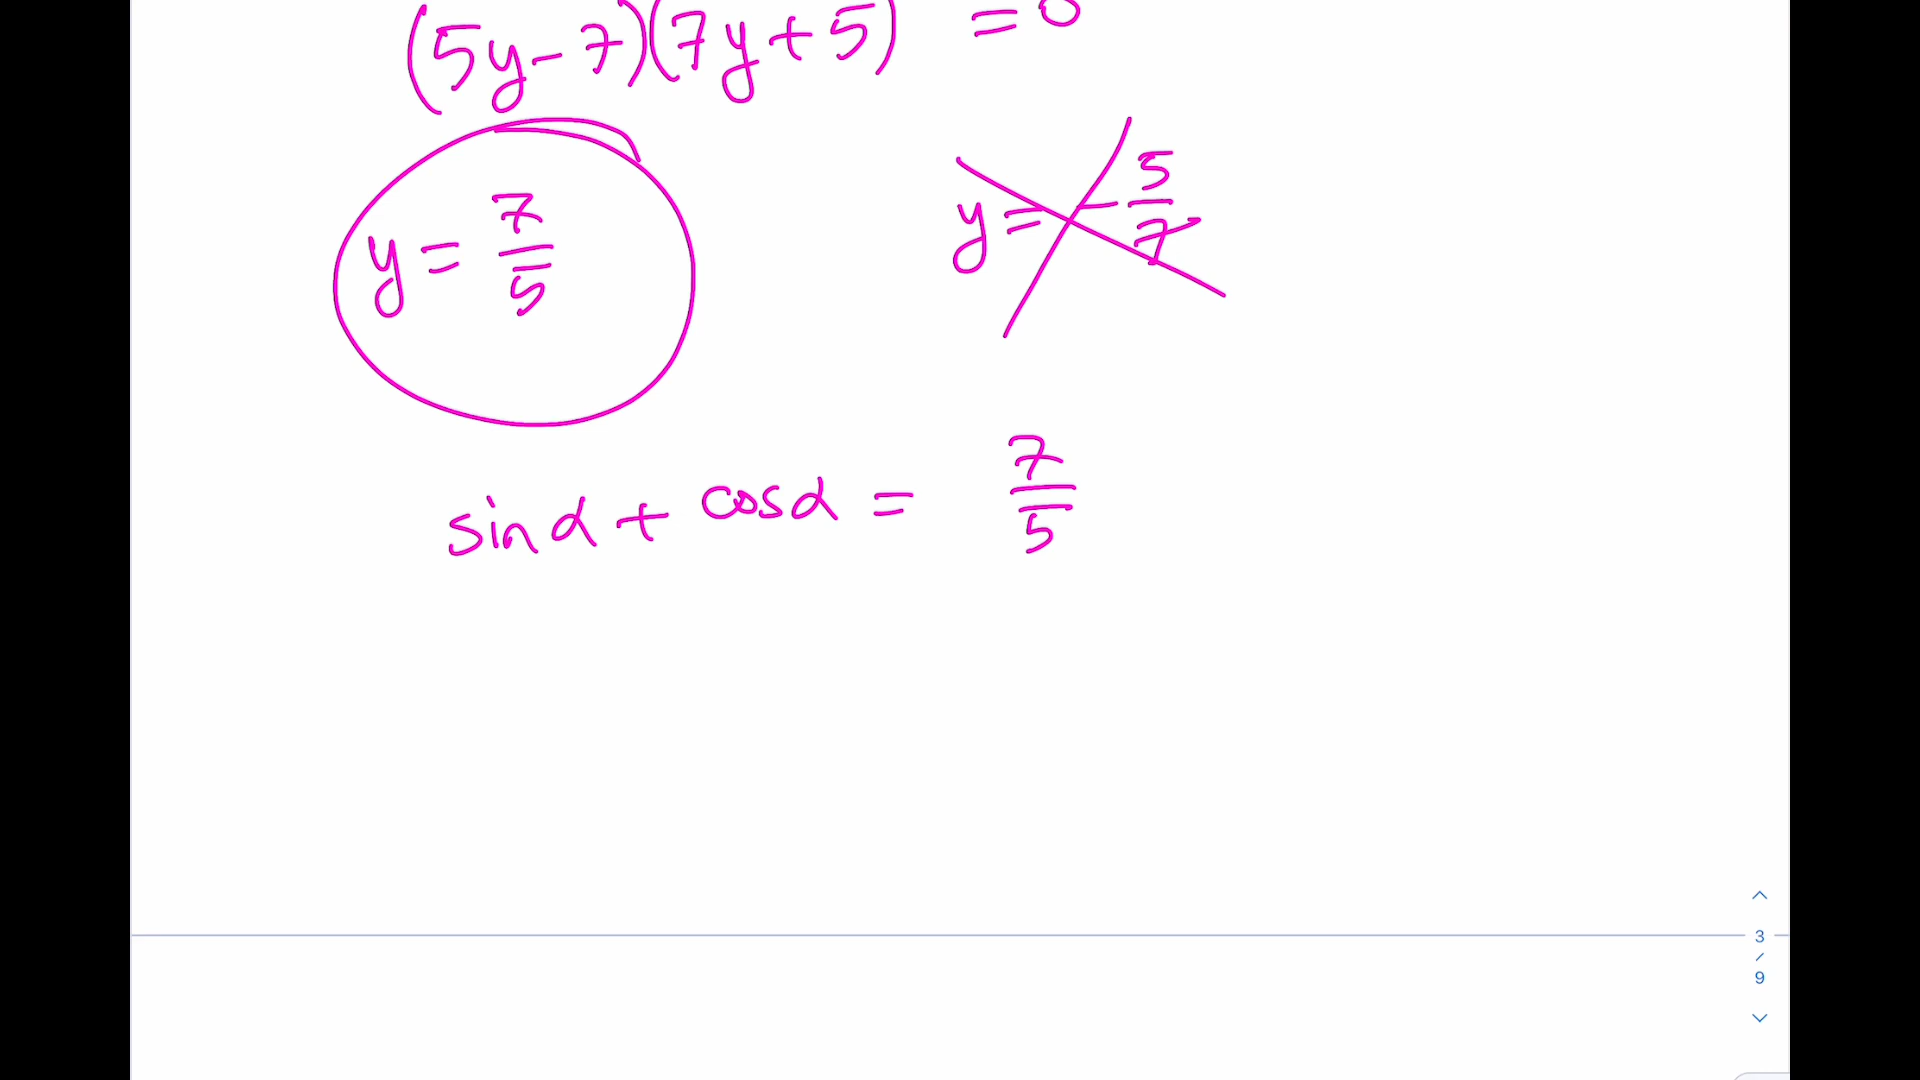 (5y-7)(7y+5) = 0
y = 7/5
y = -5/7
sinα + cosα = 7/5
3
/
9